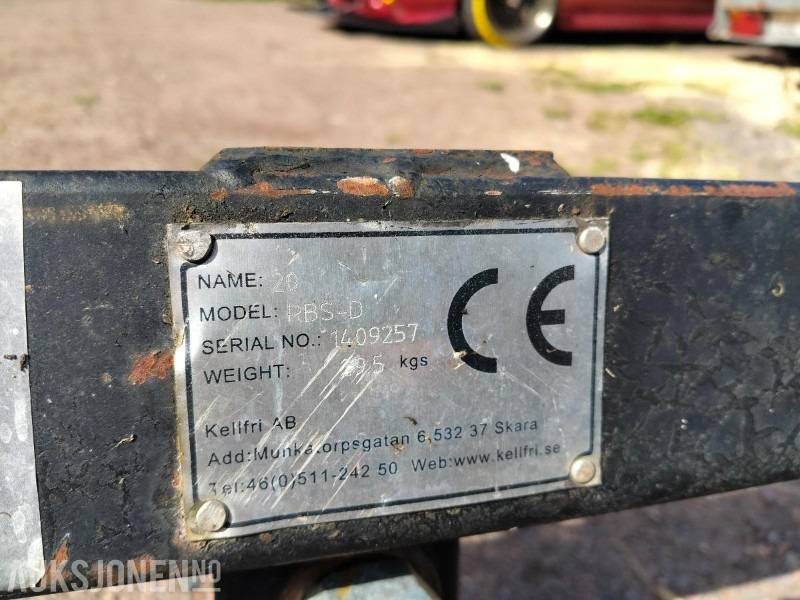 NAME: 20
MODEL: RBS-D
SERIAL NO.: 1409257
WEIGHT: kgs
CE
Kellfri AB
Add:Munkatorpsgatan 6,532 37 Skara
Tel:46(0)511-242 50 Web:www.kellfri.se
AUKSJONEN.NO